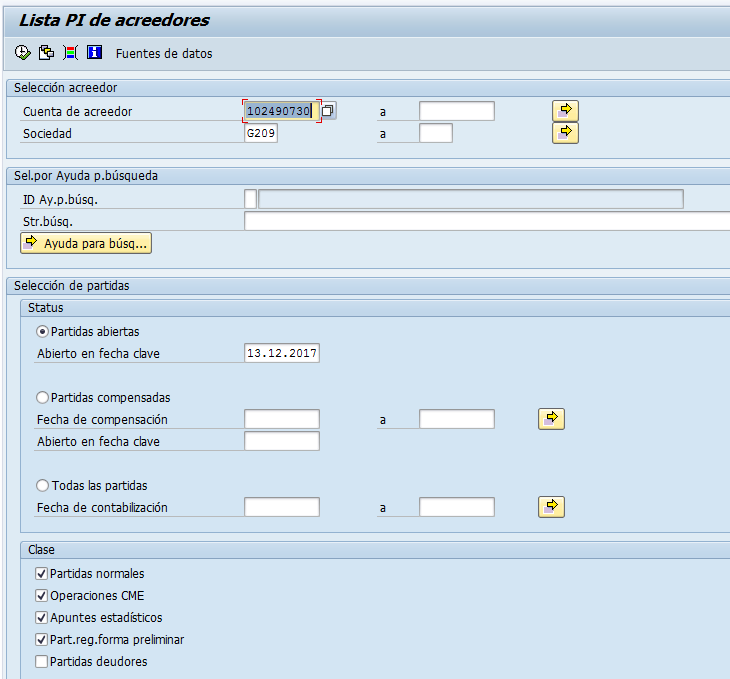 Lista PI de acreedores
Fuentes de datos
Selección acreedor
Cuenta de acreedor 102490730 a
Sociedad G209 a
Sel.por Ayuda p.búsqueda
ID Ay.p.búsq.
Str.búsq.
Ayuda para búsq...
Selección de partidas
Status
Partidas abiertas
Abierto en fecha clave 13.12.2017
Partidas compensadas
Fecha de compensación a
Abierto en fecha clave
Todas las partidas
Fecha de contabilización a
Clase
Partidas normales
Operaciones CME
Apuntes estadísticos
Part.reg.forma preliminar
Partidas deudores